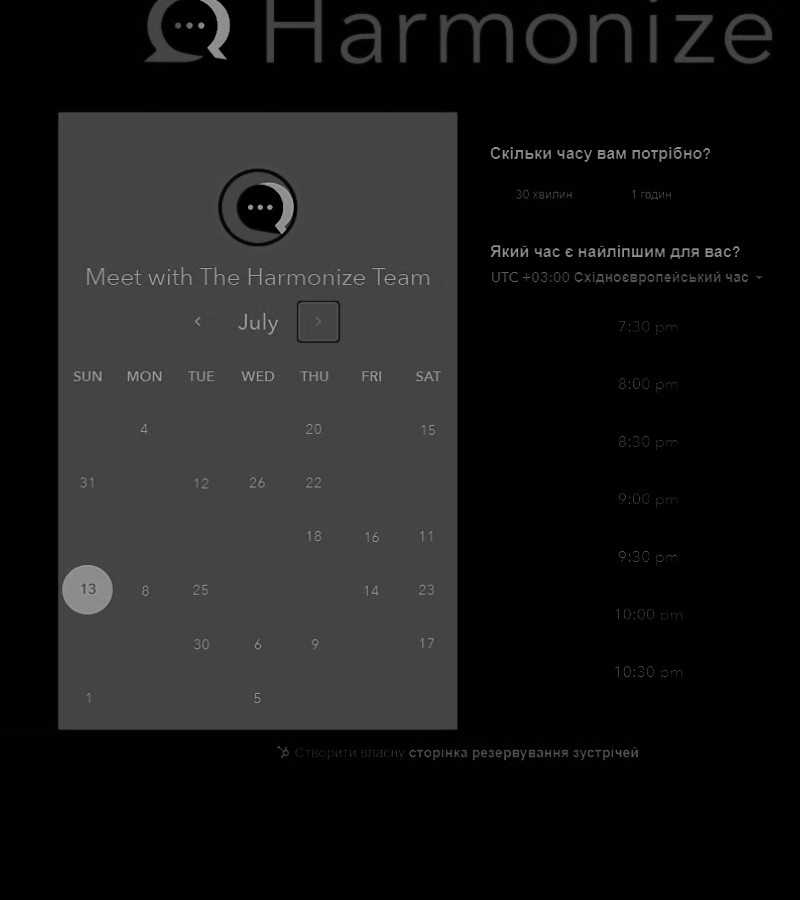 Harmonize
Meet with The Harmonize Team
July
SUN MON TUE WED THU FRI SAT
4 20 15
31 12 26 22
18 16 11
13 8 25 14 23
30 6 9 17
1 5
Скільки часу вам потрібно?
30 хвилин 1 годин
Який час є найліпшим для вас?
UTC +03:00 Східноєвропейський час
7:30 pm
8:00 pm
8:30 pm
9:00 pm
9:30 pm
10:00 pm
10:30 pm
Створити власну сторінка резервування зустрічей